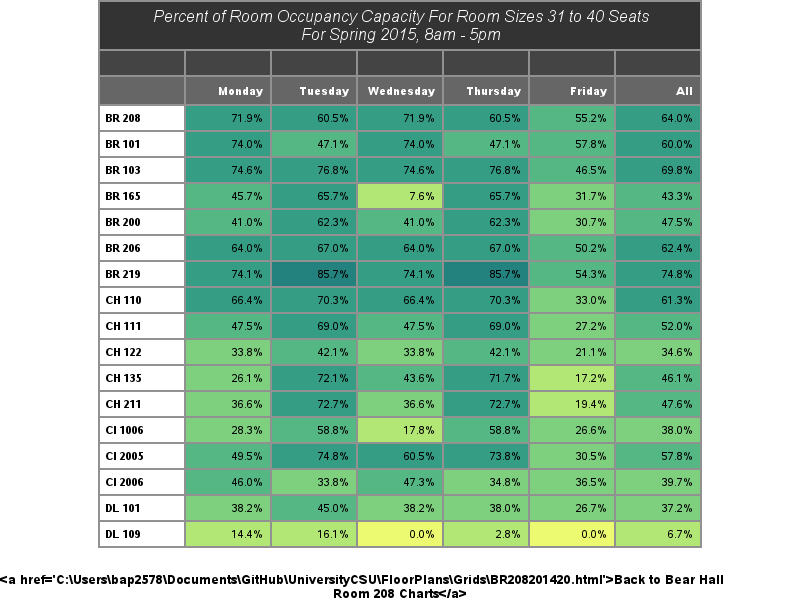 Percent of Room Occupancy Capacity For Room Sizes 31 to 40 Seats
For Spring 2015, 8am - 5pm
Monday Tuesday Wednesday Thursday Friday All
BR 208 71.9% 60.5% 71.9% 60.5% 55.2% 64.0%
BR 101 74.0% 47.1% 74.0% 47.1% 57.8% 60.0%
BR 103 74.6% 76.8% 74.6% 76.8% 46.5% 69.8%
BR 165 45.7% 65.7% 7.6% 65.7% 31.7% 43.3%
BR 200 41.0% 62.3% 41.0% 62.3% 30.7% 47.5%
BR 206 64.0% 67.0% 64.0% 67.0% 50.2% 62.4%
BR 219 74.1% 85.7% 74.1% 85.7% 54.3% 74.8%
CH 110 66.4% 70.3% 66.4% 70.3% 33.0% 61.3%
CH 111 47.5% 69.0% 47.5% 69.0% 27.2% 52.0%
CH 122 33.8% 42.1% 33.8% 42.1% 21.1% 34.6%
CH 135 26.1% 72.1% 43.6% 71.7% 17.2% 46.1%
CH 211 36.6% 72.7% 36.6% 72.7% 19.4% 47.6%
CI 1006 28.3% 58.8% 17.8% 58.8% 26.6% 38.0%
CI 2005 49.5% 74.8% 60.5% 73.8% 30.5% 57.8%
CI 2006 46.0% 33.8% 47.3% 34.8% 36.5% 39.7%
DL 101 38.2% 45.0% 38.2% 38.0% 26.7% 37.2%
DL 109 14.4% 16.1% 0.0% 2.8% 0.0% 6.7%
<a href='C:\Users\bap2578\Documents\GitHub\UniversityCSU\FloorPlans\Grids\BR208201420.html'>Back to Bear Hall
Room 208 Charts</a>